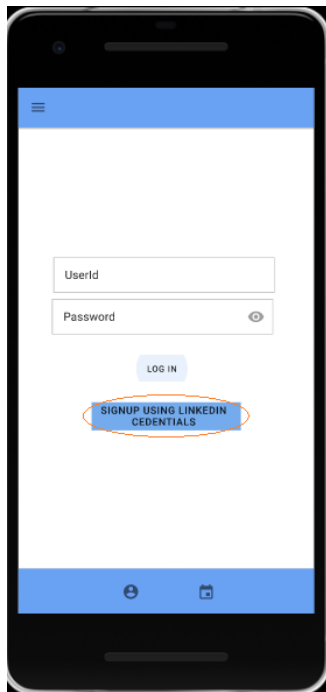 UserId
Password
LOG IN
SIGNUP USING LINKEDIN
CEDENTIALS